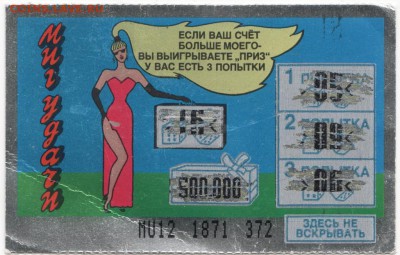 МИГ УДАЧИ
ЕСЛИ ВАШ СЧЁТ
БОЛЬШЕ МОЕГО-
ВЫ ВЫИГРЫВАЕТЕ „ПРИЗ"
У ВАС ЕСТЬ 3 ПОПЫТКИ
1 ПОПЫТКА
05
2 ПОПЫТКА
09
3 ПОПЫТКА
500.000
ЗДЕСЬ НЕ
ВСКРЫВАТЬ
MU12 1871 372